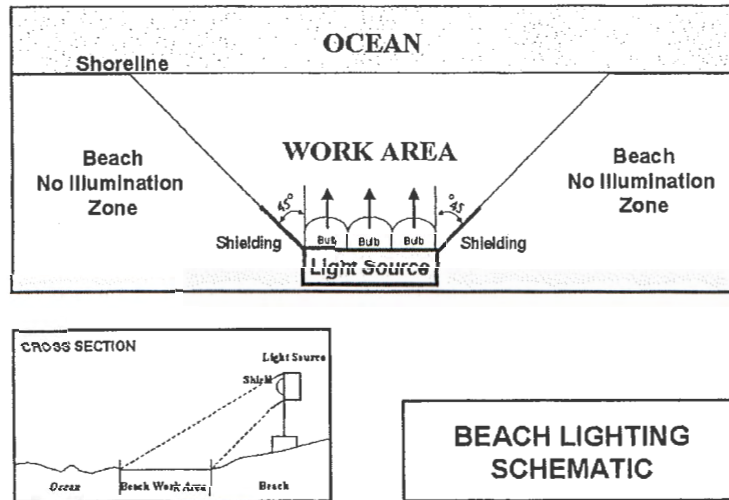 OCEAN
Shoreline
WORK AREA
Beach
No Illumination
Zone
Beach
No Illumination
Zone
45°
°45
Shielding
Bulb
Bulb
Bulb
Shielding
Light Source
CROSS SECTION
Light Source
Shield
Ocean
Beach Work Area
Beach
BEACH LIGHTING
SCHEMATIC